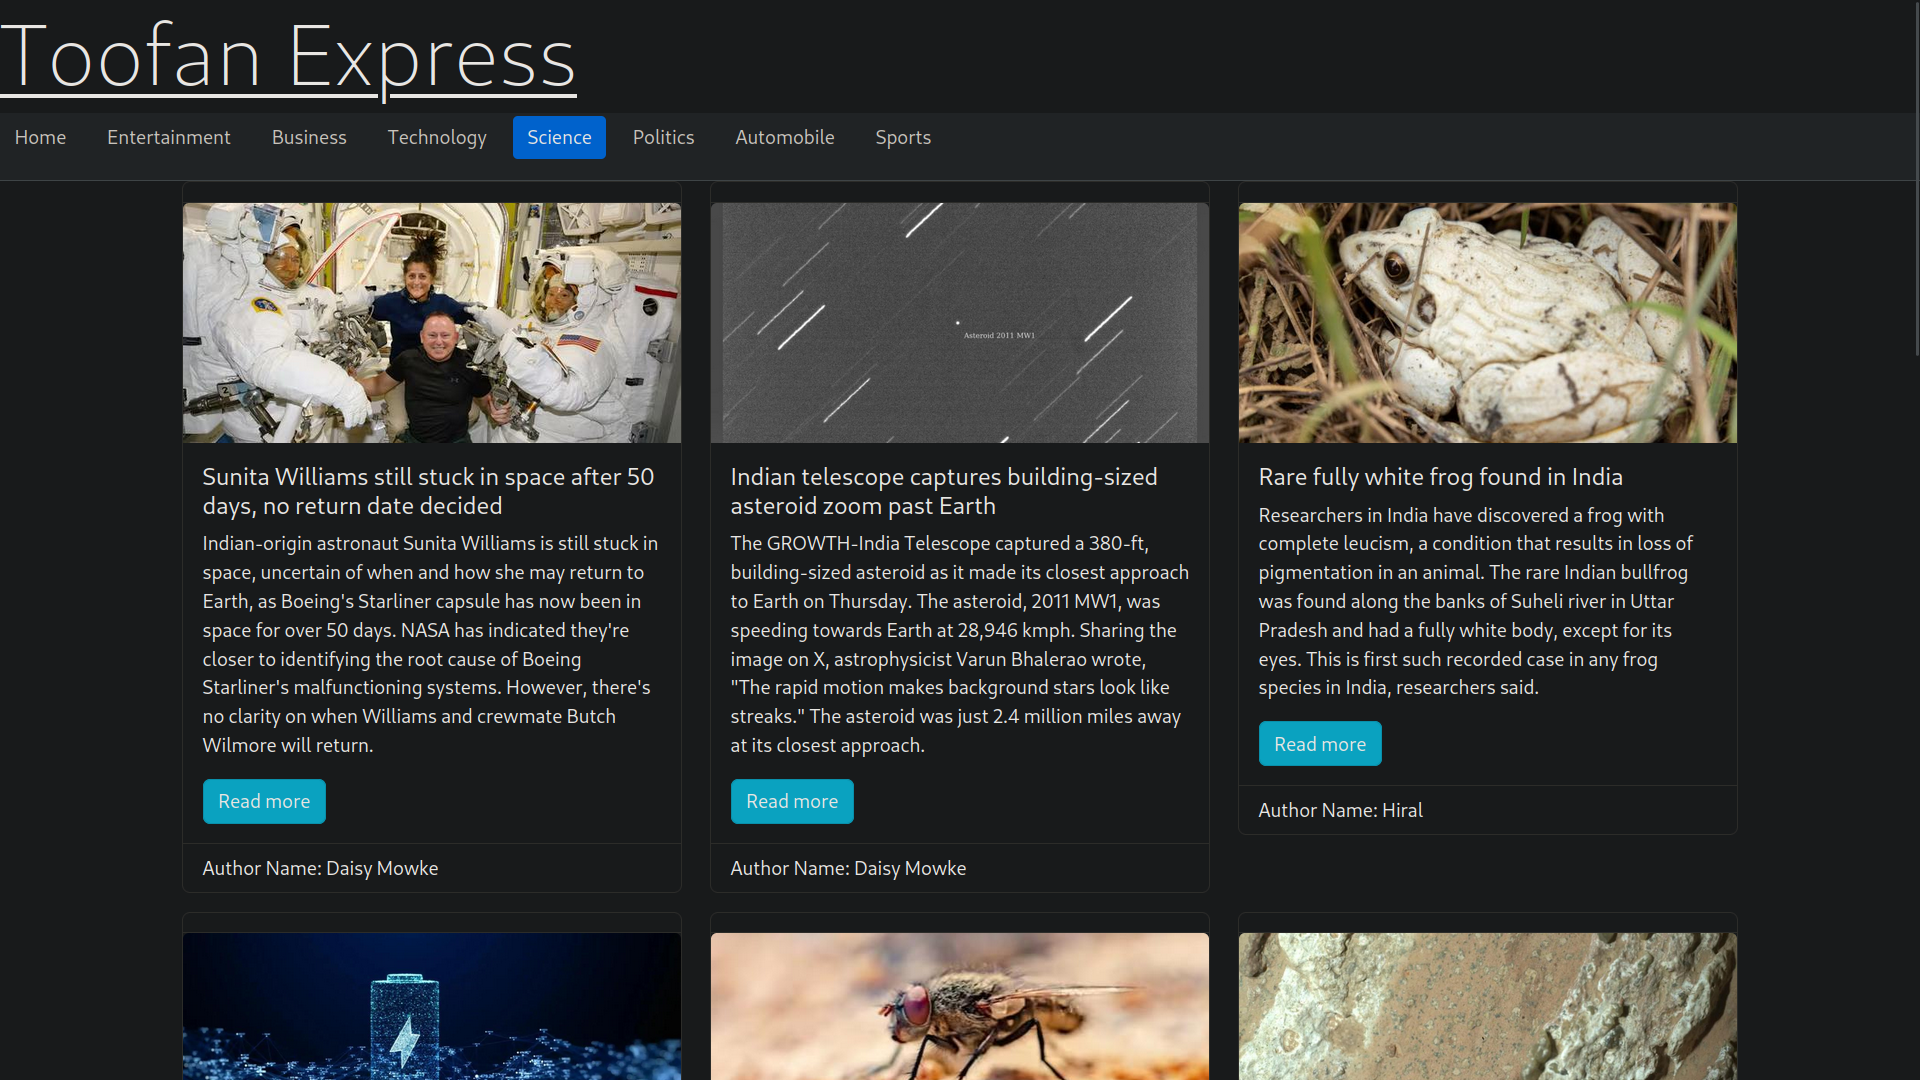 Toofan Express
Home Entertainment Business Technology Science Politics Automobile Sports
Asteroid 2011 MW1
Sunita Williams still stuck in space after 50
days, no return date decided
Indian-origin astronaut Sunita Williams is still stuck in
space, uncertain of when and how she may return to
Earth, as Boeing's Starliner capsule has now been in
space for over 50 days. NASA has indicated they're
closer to identifying the root cause of Boeing
Starliner's malfunctioning systems. However, there's
no clarity on when Williams and crewmate Butch
Wilmore will return.
Read more
Author Name: Daisy Mowke
Indian telescope captures building-sized
asteroid zoom past Earth
The GROWTH-India Telescope captured a 380-ft,
building-sized asteroid as it made its closest approach
to Earth on Thursday. The asteroid, 2011 MW1, was
speeding towards Earth at 28,946 kmph. Sharing the
image on X, astrophysicist Varun Bhalerao wrote,
"The rapid motion makes background stars look like
streaks." The asteroid was just 2.4 million miles away
at its closest approach.
Read more
Author Name: Daisy Mowke
Rare fully white frog found in India
Researchers in India have discovered a frog with
complete leucism, a condition that results in loss of
pigmentation in an animal. The rare Indian bullfrog
was found along the banks of Suheli river in Uttar
Pradesh and had a fully white body, except for its
eyes. This is first such recorded case in any frog
species in India, researchers said.
Read more
Author Name: Hiral